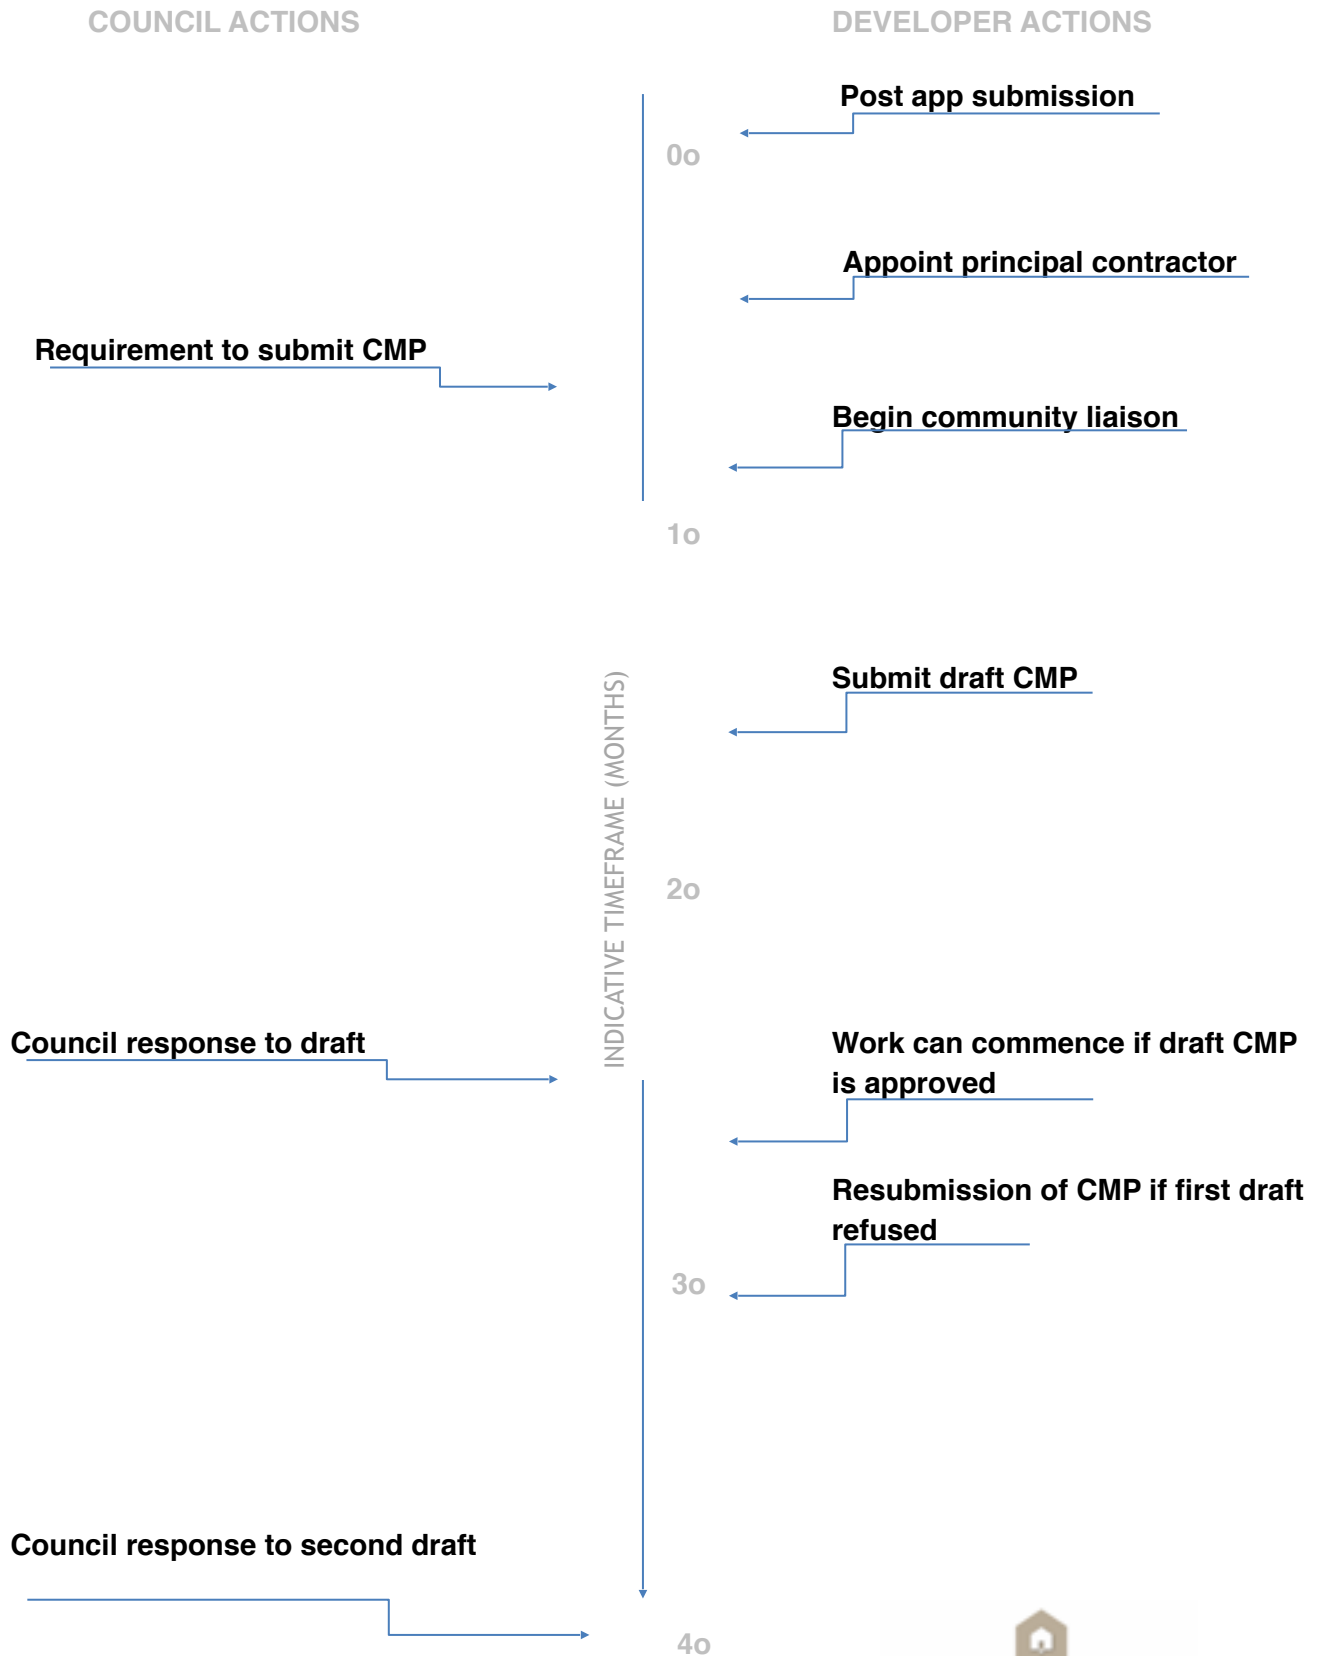 COUNCIL ACTIONS
DEVELOPER ACTIONS
Post app submission
0o
Appoint principal contractor
Requirement to submit CMP
Begin community liaison
1o
Submit draft CMP
INDICATIVE TIMEFRAME (MONTHS)
2o
Council response to draft
Work can commence if draft CMP
is approved
Resubmission of CMP if first draft
refused
3o
Council response to second draft
4o